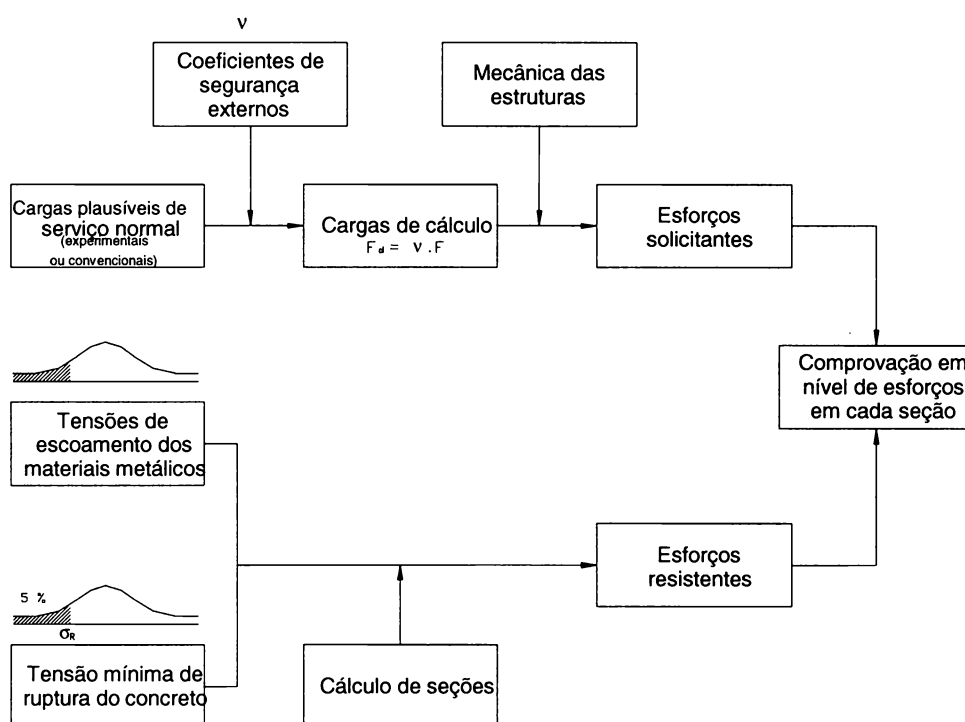 ν
Coeficientes de
segurança
externos
Mecânica das
estruturas
Cargas plausíveis de
serviço normal
(experimentais
ou convencionais)
Cargas de cálculo
Fd = ν . F
Esforços
solicitantes
Comprovação em
nível de esforços
em cada seção
Tensões de
escoamento dos
materiais metálicos
Esforços
resistentes
5 %
σR
Tensão mínima de
ruptura do concreto
Cálculo de seções